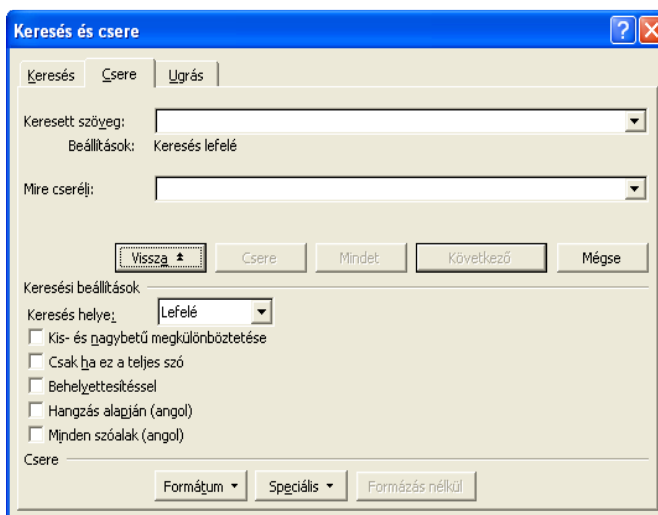 Keresés és csere
Keresés Csere Ugrás
Keresett szöveg:
Beállítások: Keresés lefelé
Mire cseréli:
Vissza Csere Mindet Következő Mégse
Keresési beállítások
Keresés helye: Lefelé
Kis- és nagybetű megkülönböztetése
Csak ha ez a teljes szó
Behelyettesítéssel
Hangzás alapján (angol)
Minden szóalak (angol)
Csere
Formátum Speciális Formázás nélkül